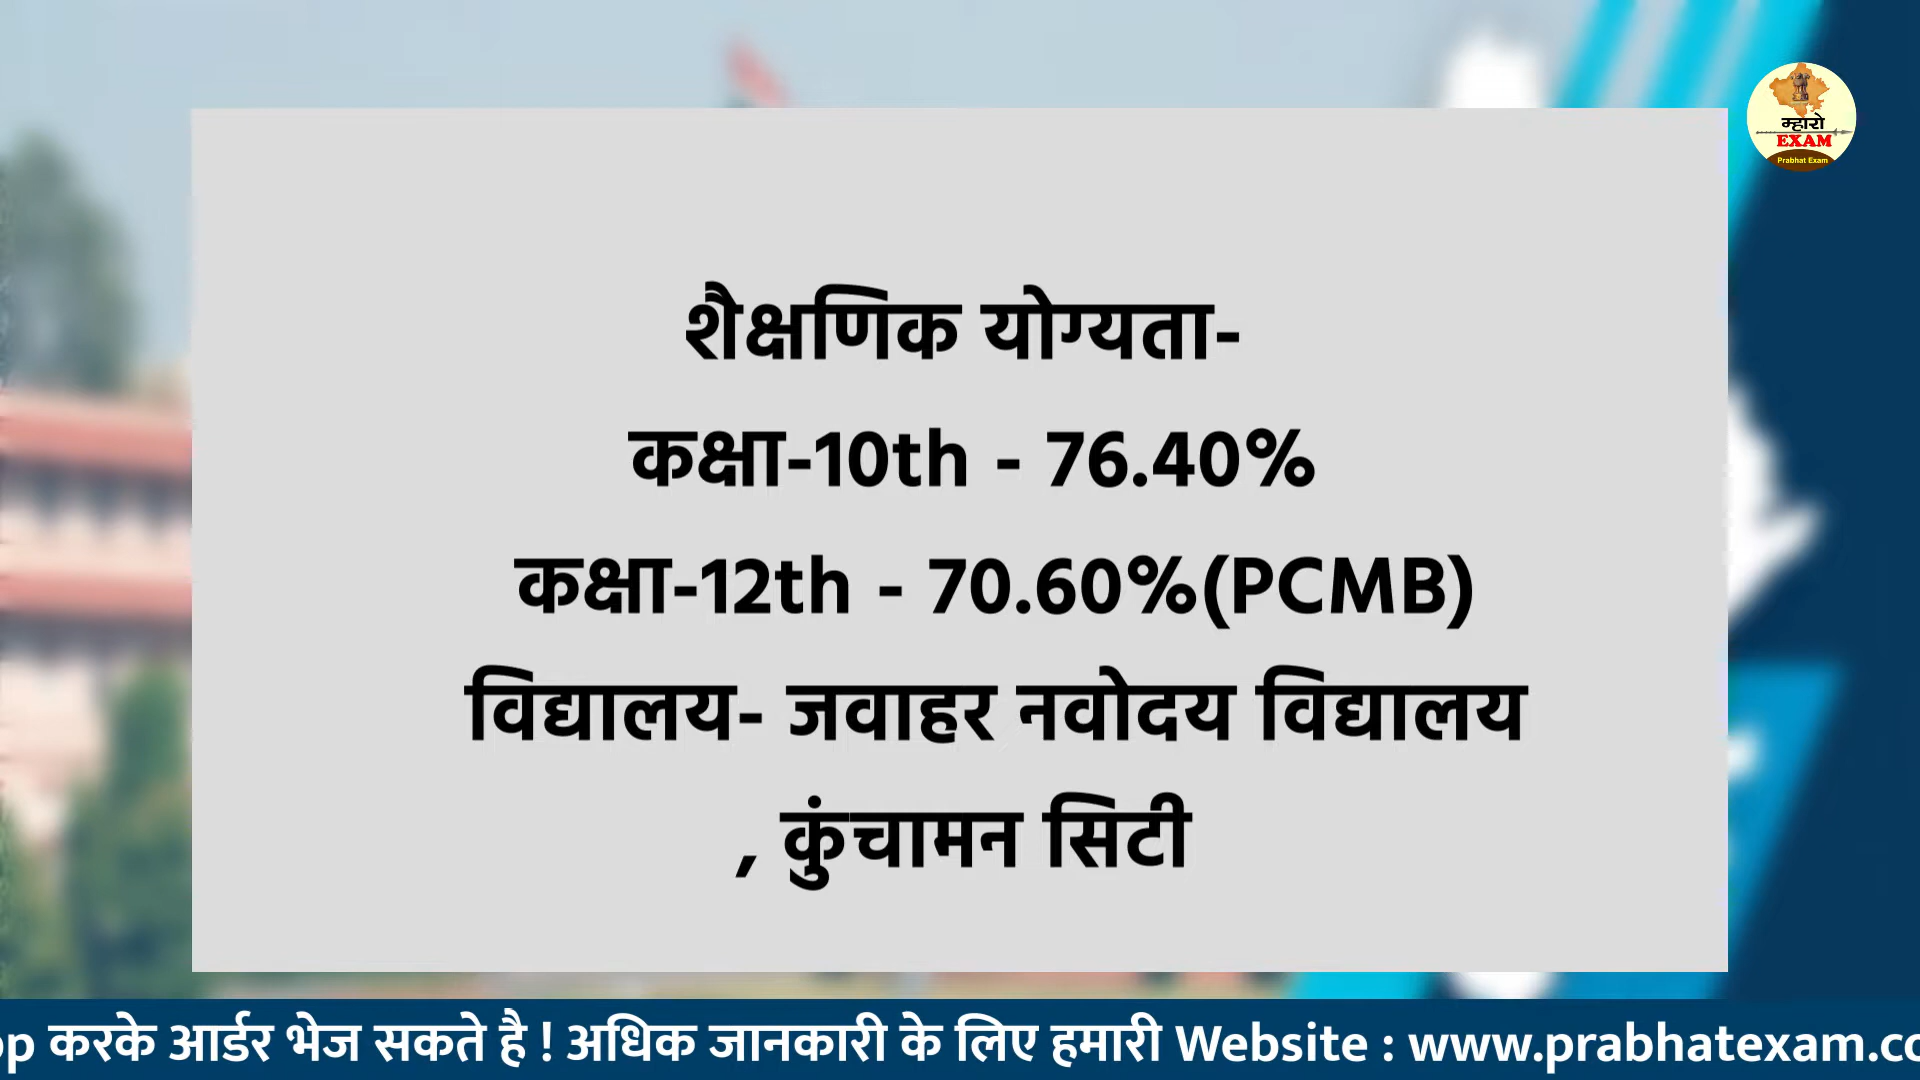 म्हारो
EXAM
Prabhat Exam
शैक्षणिक योग्यता-
कक्षा-10th - 76.40%
कक्षा-12th - 70.60%(PCMB)
विद्यालय- जवाहर नवोदय विद्यालय
, कुंचामन सिटी
करके आर्डर भेज सकते है ! अधिक जानकारी के लिए हमारी Website : www.prabhatexam.co